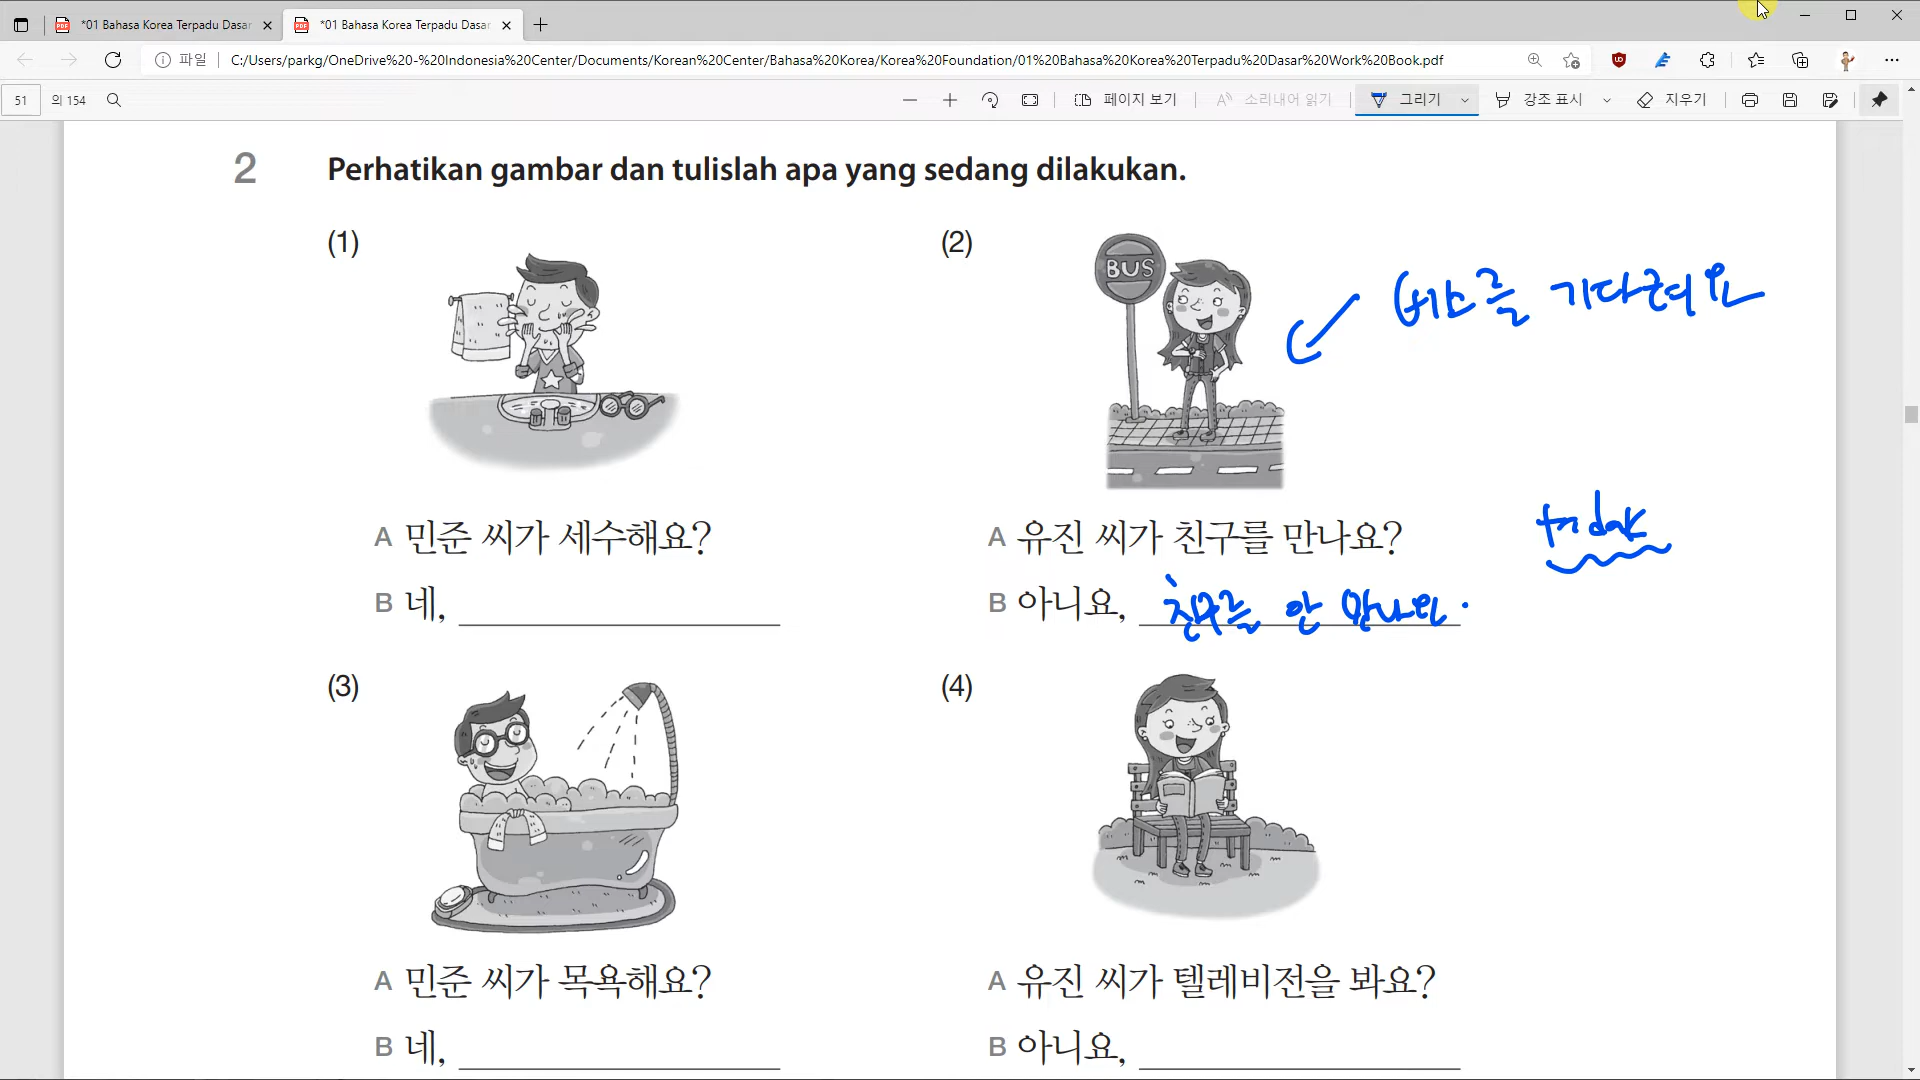 *01 Bahasa Korea Terpadu Dasar
*01 Bahasa Korea Terpadu Dasar
파일
C:/Users/parkg/OneDrive%20-%20Indonesia%20Center/Documents/Korean%20Center/Bahasa%20Korea/Korea%20Foundation/01%20Bahasa%20Korea%20Terpadu%20Dasar%20Work%20Book.pdf
51 의 154 페이지 보기 소리내어 읽기 그리기 강조 표시 지우기
2 Perhatikan gambar dan tulislah apa yang sedang dilakukan.
(1)
(2)
BUS
버스를 기다려요
A 민준 씨가 세수해요?
B 네,
A 유진 씨가 친구를 만나요?
tidak
B 아니요, 친구를 안 만나요.
(3)
(4)
A 민준 씨가 목욕해요?
B 네,
A 유진 씨가 텔레비전을 봐요?
B 아니요,